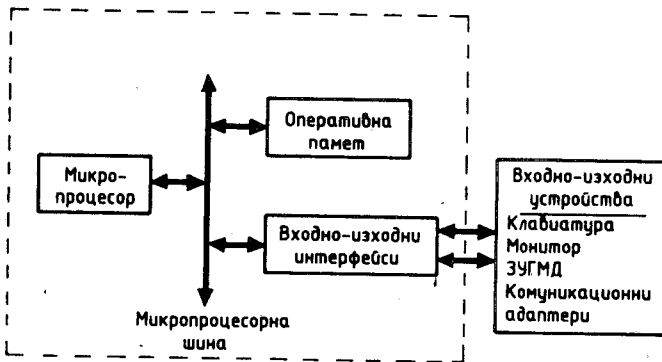 Оперативна
памет
Микро-
процесор
Входно-изходни
интерфейси
Микропроцесорна
шина
Входно-изходни
устройства
Клавиатура
Монитор
ЗУГМД
Комуникационни
адаптери